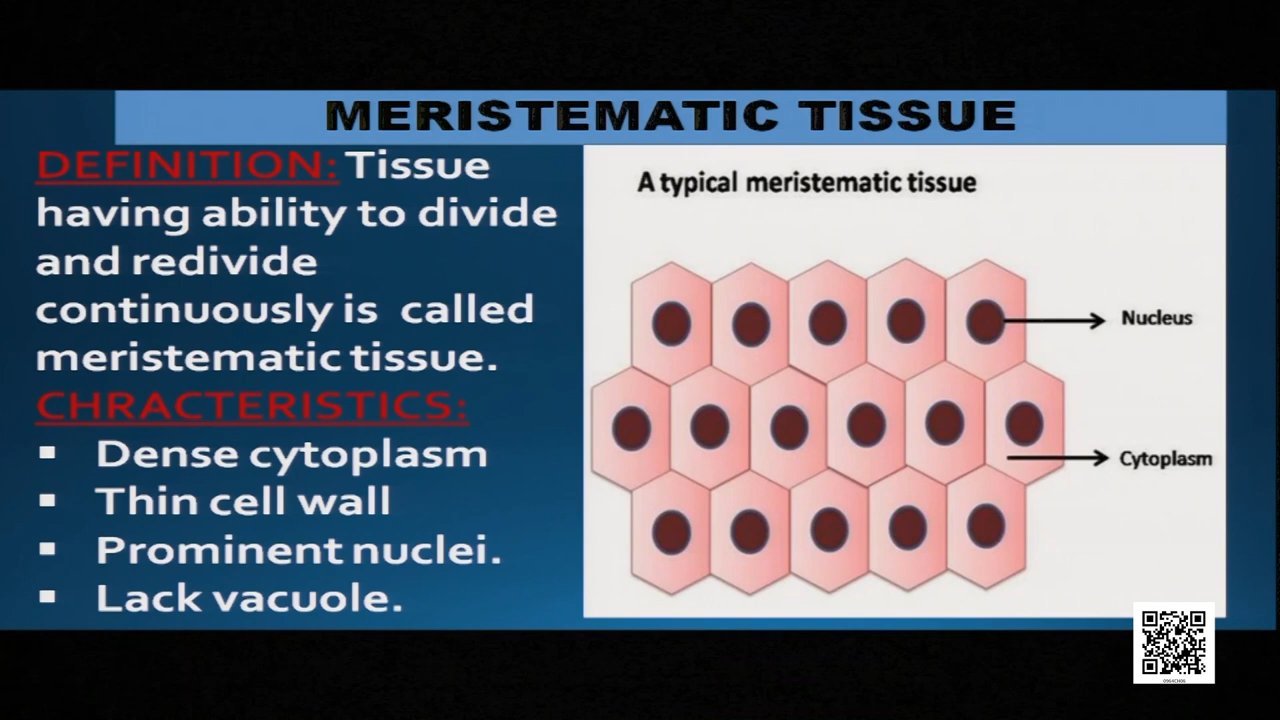 MERISTEMATIC TISSUE
DEFINITION: Tissue
having ability to divide
and redivide
continuously is called
meristematic tissue.
CHRACTERISTICS:
▪ Dense cytoplasm
▪ Thin cell wall
▪ Prominent nuclei.
▪ Lack vacuole.
A typical meristematic tissue
Nucleus
Cytoplasm